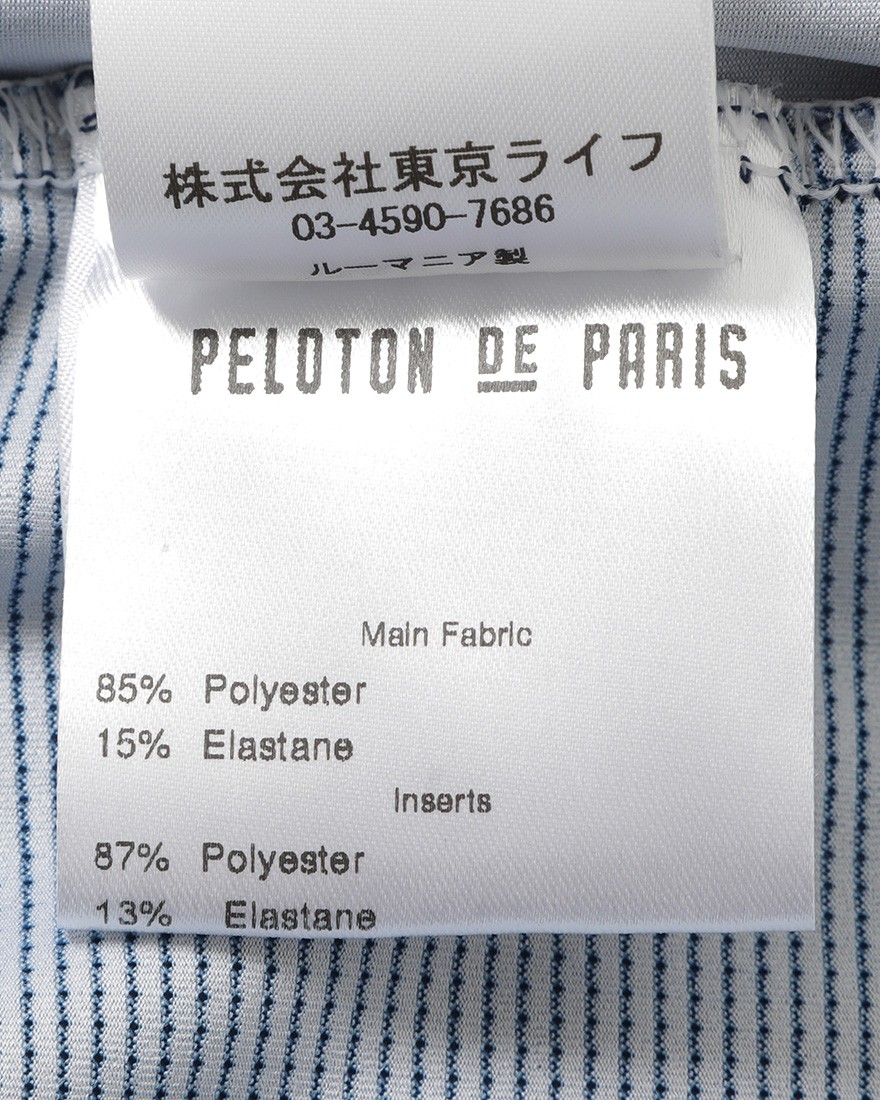 株式会社東京ライフ
03-4590-7686
ルーマニア製
PELOTON DE PARIS
Main Fabric
85% Polyester
15% Elastane
Inserts
87% Polyester
13% Elastane